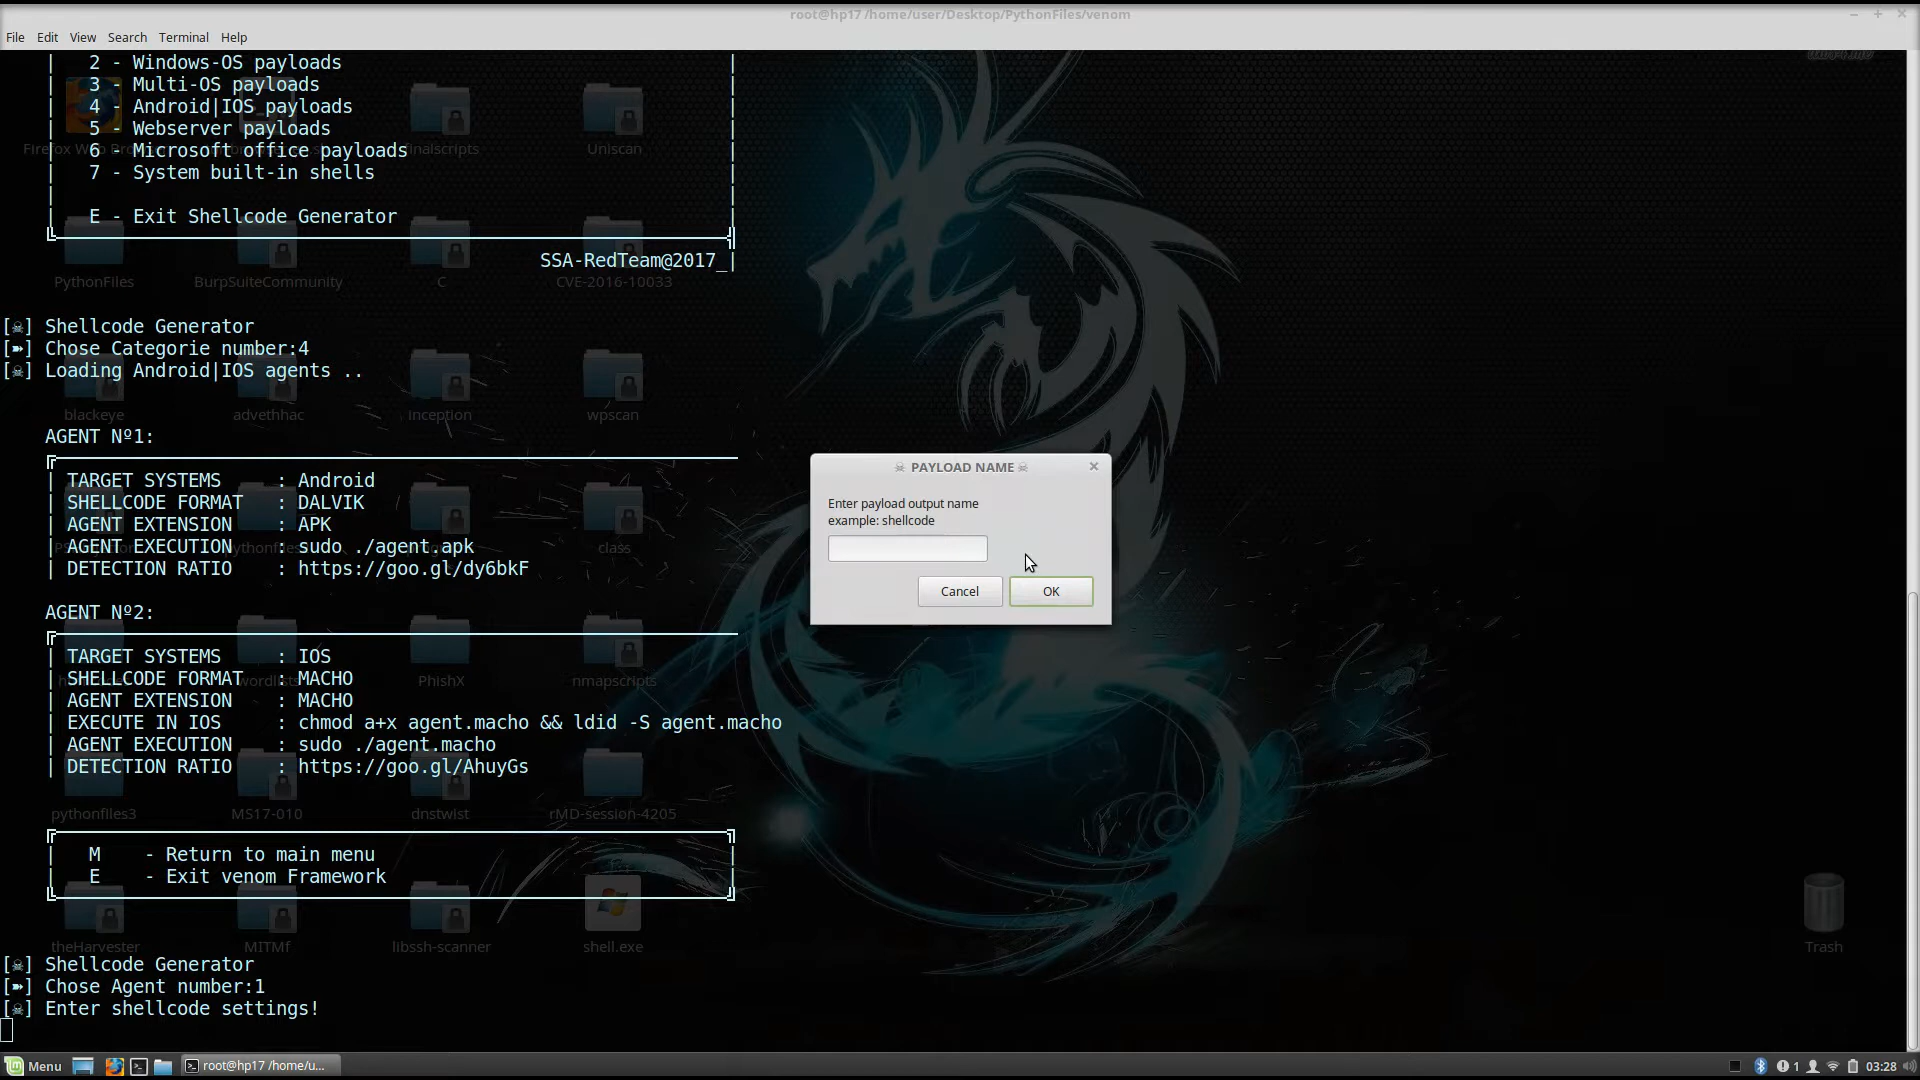 root@hp17 /home/user/Desktop/PythonFiles/venom
File Edit View Search Terminal Help
2 - Windows-OS payloads
3 - Multi-OS payloads
4 - Android|IOS payloads
5 - Webserver payloads
6 - Microsoft office payloads
7 - System built-in shells
E - Exit Shellcode Generator
SSA-RedTeam@2017_|
finalscripts Uniscan
PythonFiles BurpSuiteCommunity C CVE-2016-10033
[☠] Shellcode Generator
[➽] Chose Categorie number:4
[☠] Loading Android|IOS agents ..
blackeye advethhac inception wpscan
AGENT Nº1:
TARGET SYSTEMS : Android
SHELLCODE FORMAT : DALVIK
AGENT EXTENSION : APK
AGENT EXECUTION : sudo ./agent.apk
DETECTION RATIO : https://goo.gl/dy6bkF
class
AGENT Nº2:
TARGET SYSTEMS : IOS
SHELLCODE FORMAT : MACHO
AGENT EXTENSION : MACHO
EXECUTE IN IOS : chmod a+x agent.macho && ldid -S agent.macho
AGENT EXECUTION : sudo ./agent.macho
DETECTION RATIO : https://goo.gl/AhuyGs
wordlists PhishX nmapscripts
pythonfiles3 MS17-010 dnstwist rMD-session-4205
M - Return to main menu
E - Exit venom Framework
theHarvester MITMf libssh-scanner shell.exe
[☠] Shellcode Generator
[➽] Chose Agent number:1
[☠] Enter shellcode settings!
☠ PAYLOAD NAME ☠
Enter payload output name
example: shellcode
Cancel OK
Trash
Menu root@hp17 /home/u... 1 03:28